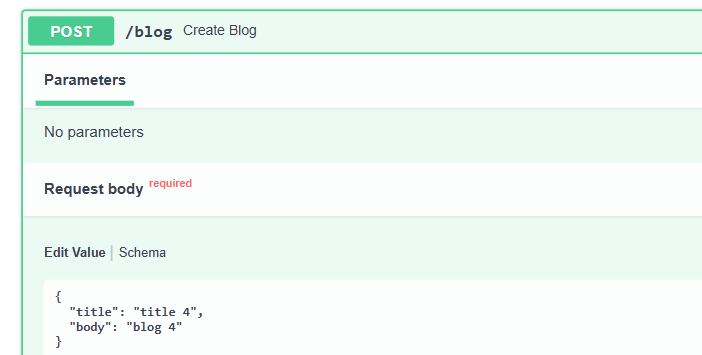 POST /blog Create Blog
Parameters
No parameters
Request body required
Edit Value | Schema
{
  "title": "title 4",
  "body": "blog 4"
}